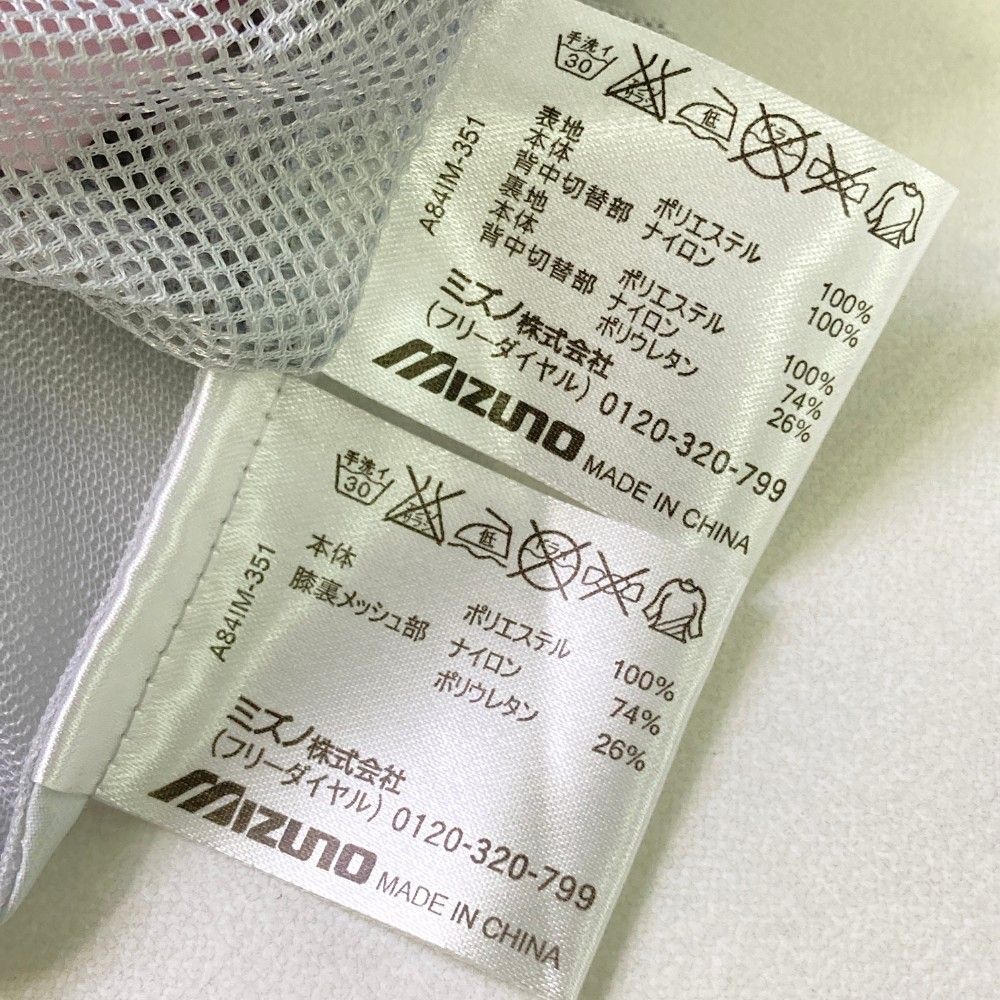 手洗イ
30
低
A84IM-351
表地
本体 ポリエステル 100%
背中切替部 ナイロン 100%
裏地
本体 ポリエステル 100%
背中切替部 ナイロン 74%
ポリウレタン 26%
ミズノ株式会社
(フリーダイヤル) 0120-320-799
MIZUNO MADE IN CHINA
手洗イ
30
低
A84IM-351
本体 ポリエステル 100%
膝裏メッシュ部 ナイロン 74%
ポリウレタン 26%
ミズノ株式会社
(フリーダイヤル) 0120-320-799
MIZUNO MADE IN CHINA